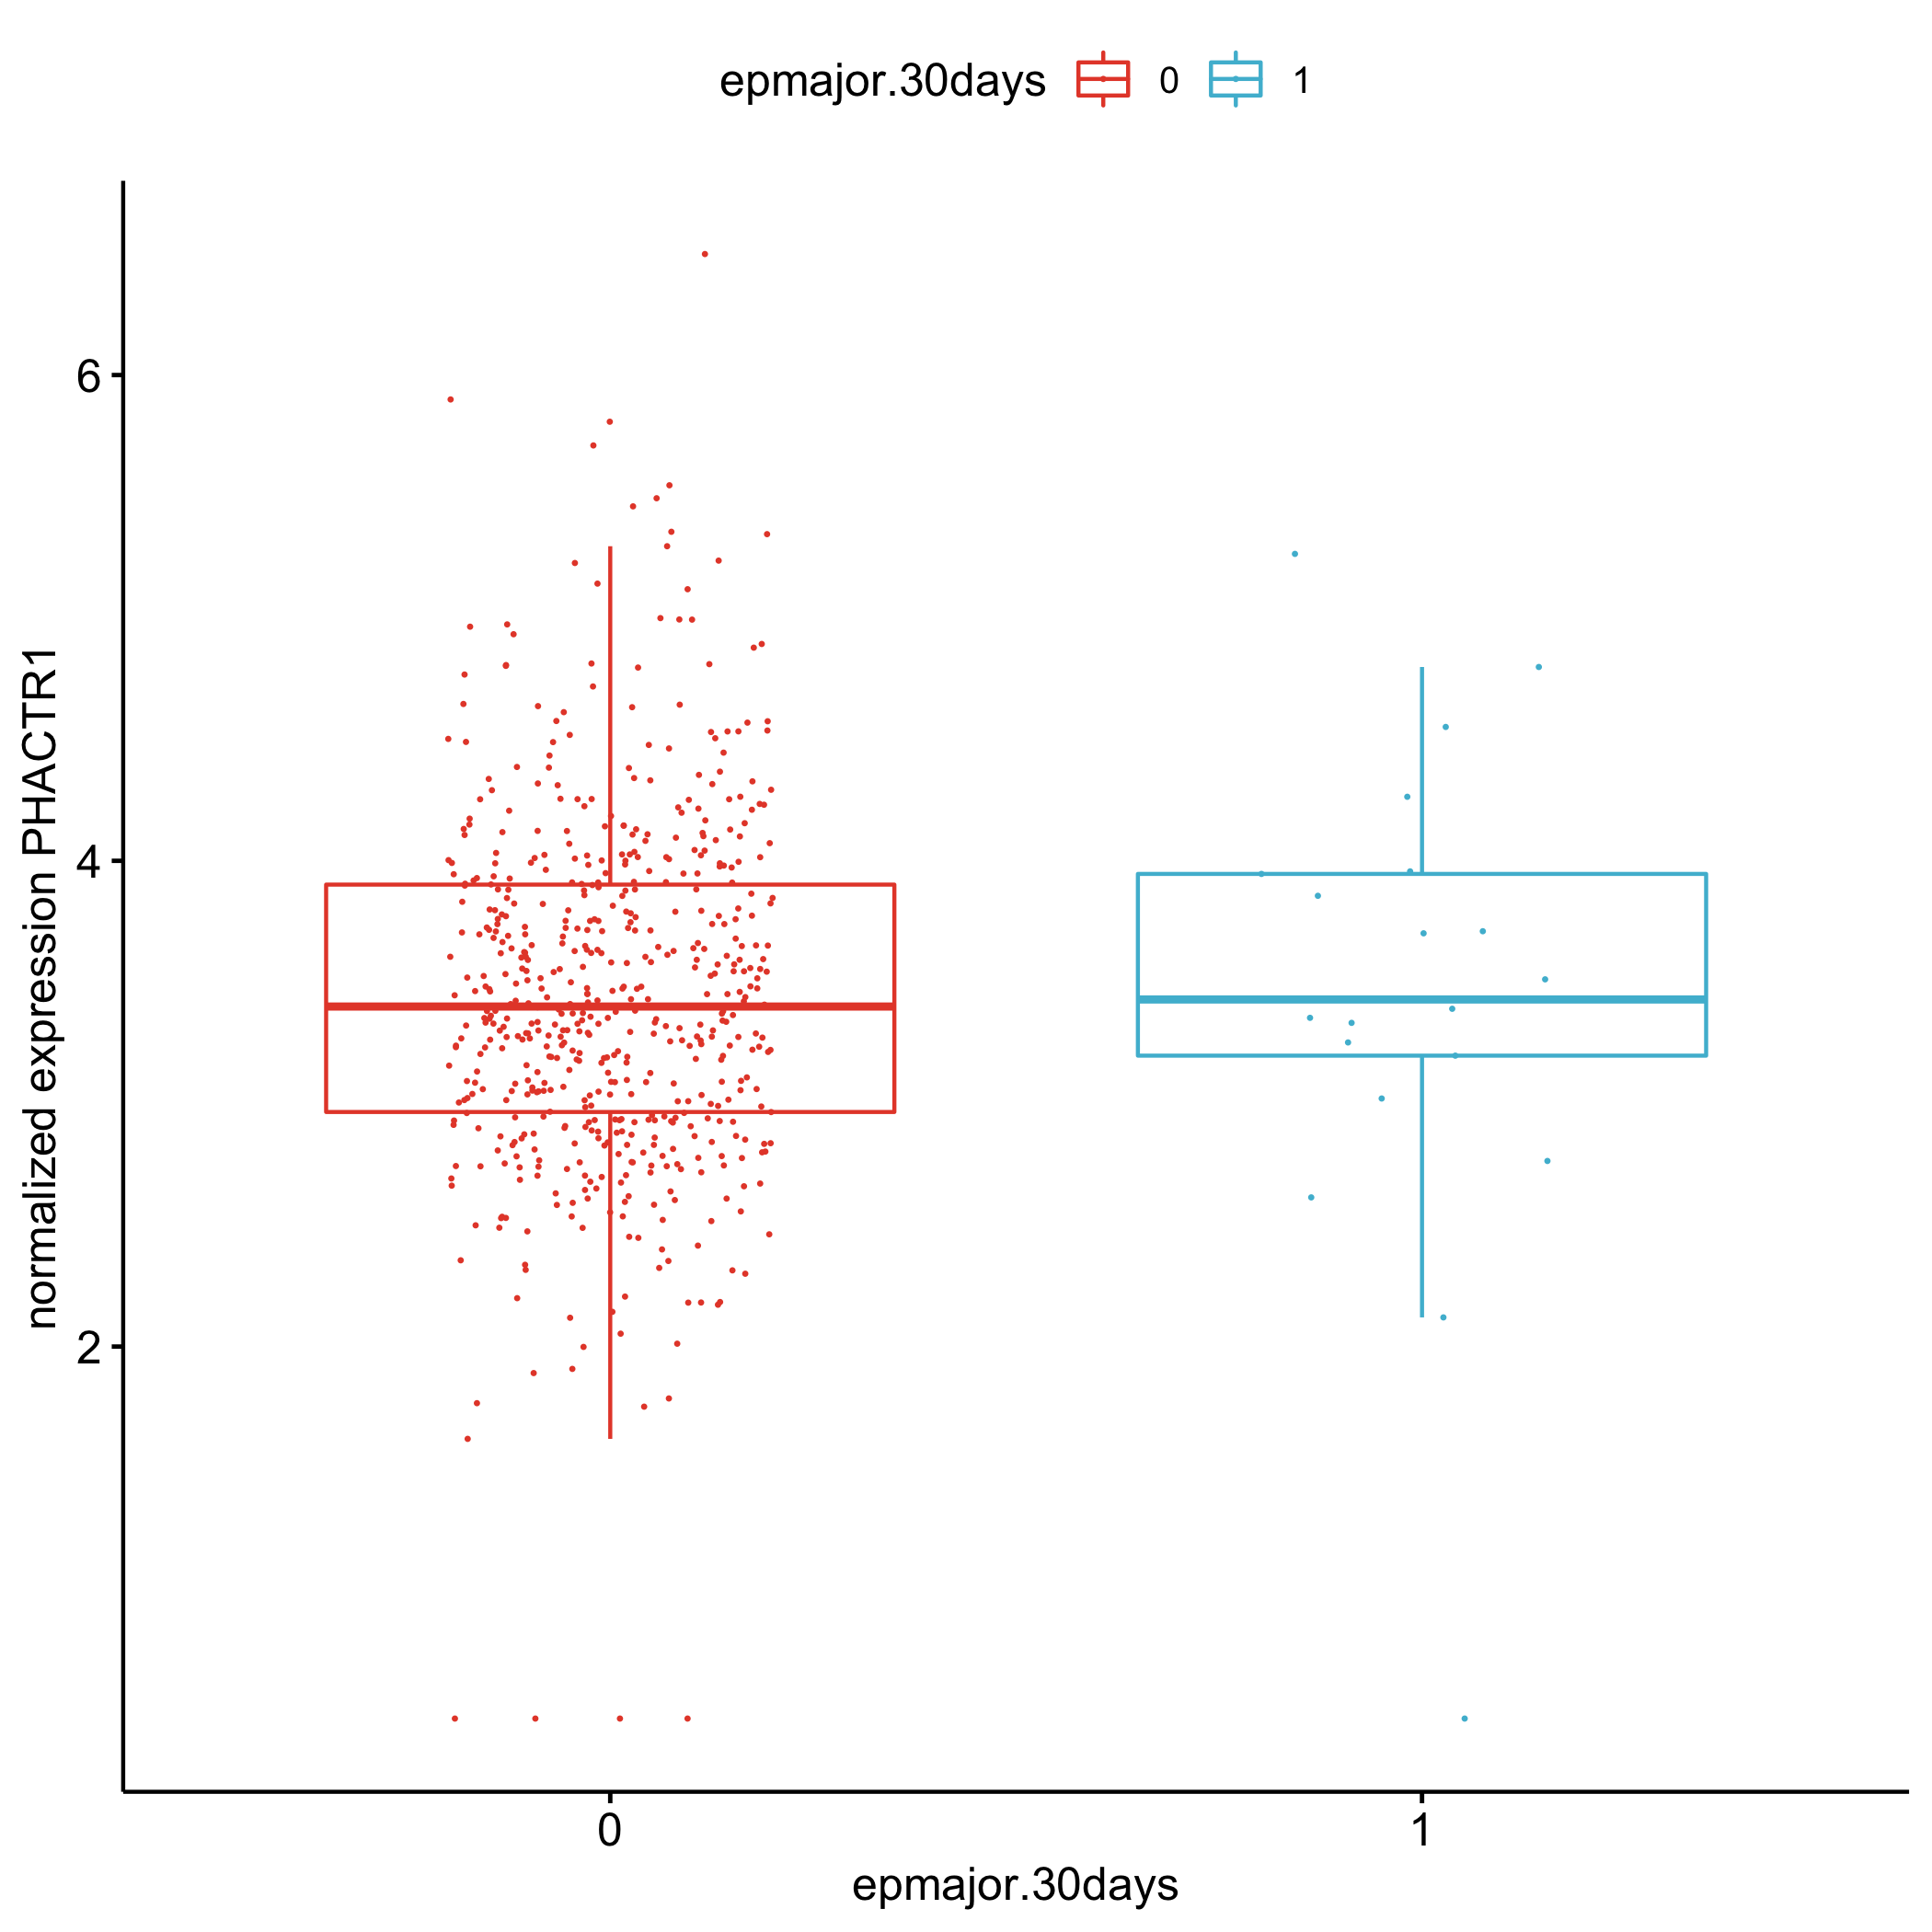 epmajor.30days 0 1
normalized expression PHACTR1
6
4
2
0 1
epmajor.30days